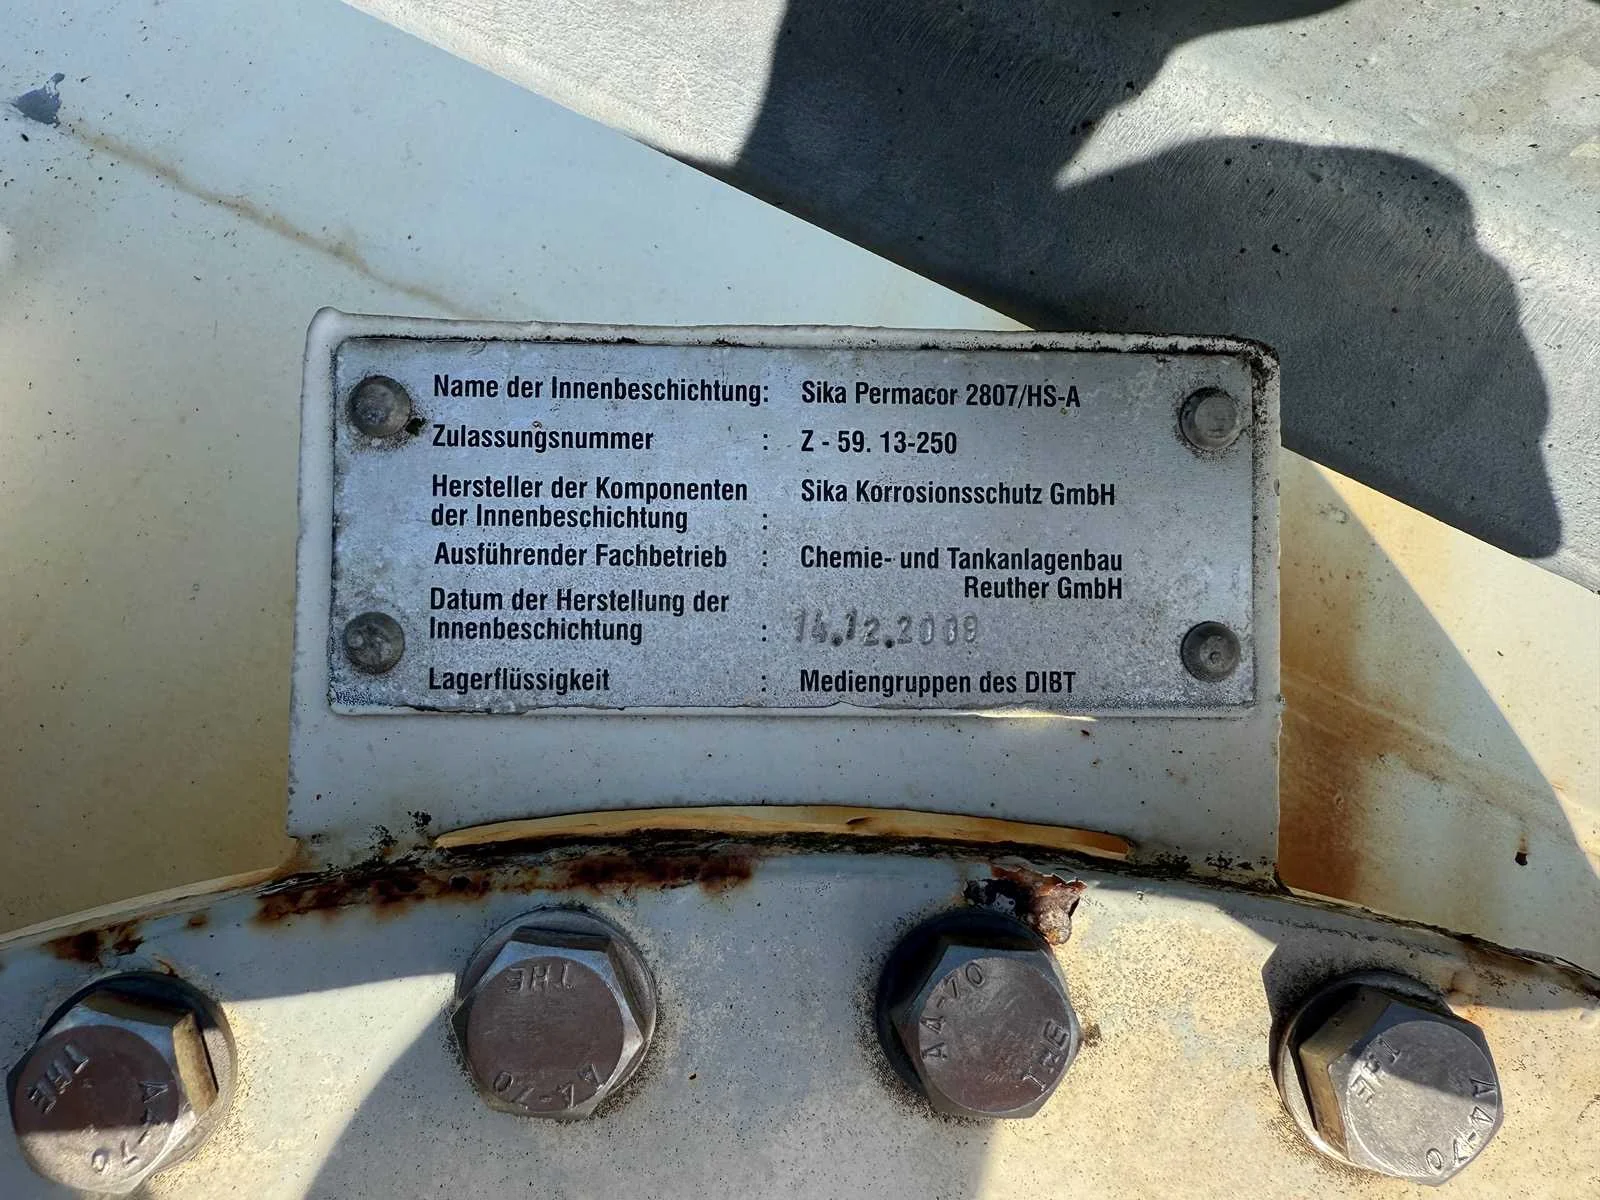 Name der Innenbeschichtung: Sika Permacor 2807/HS-A
Zulassungsnummer : Z - 59. 13-250
Hersteller der Komponenten Sika Korrosionsschutz GmbH
der Innenbeschichtung :
Ausführender Fachbetrieb : Chemie- und Tankanlagenbau
Reuther GmbH
Datum der Herstellung der
Innenbeschichtung : 14.12.
Lagerflüssigkeit : Mediengruppen des DIBT
THE
A4-70
THE
A4-70
A4-70
THE
THE
A4-70